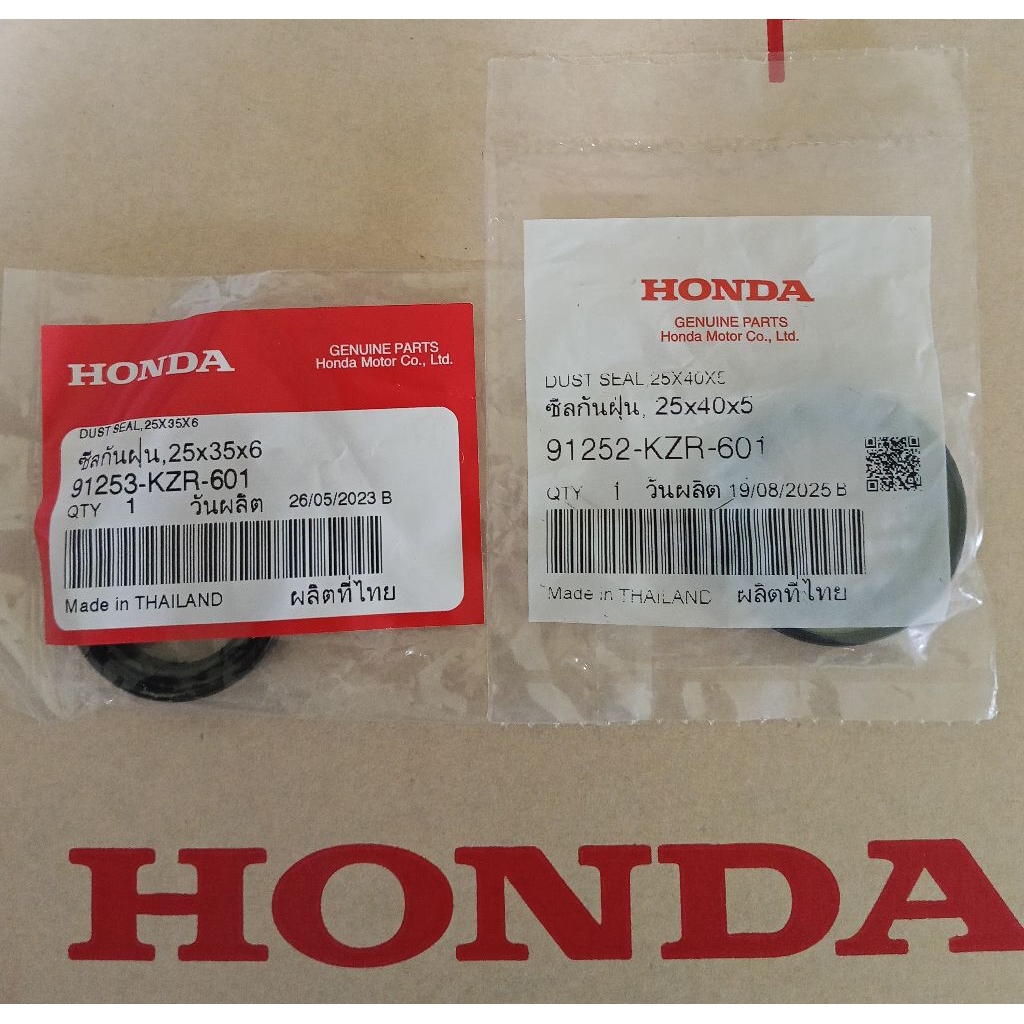 HONDA
GENUINE PARTS
Honda Motor Co., Ltd.
DUST SEAL,25X35X6
ซีลกันฝุ่น,25x35x6
91253-KZR-601
QTY 1 วันผลิต 26/05/2023 B
Made in THAILAND ผลิตที่ไทย
HONDA
GENUINE PARTS
Honda Motor Co., Ltd.
DUST SEAL,25X40X5
ซีลกันฝุ่น, 25x40x5
91252-KZR-601
QTY 1 วันผลิต 19/08/2025 B
Made in THAILAND ผลิตที่ไทย
HONDA